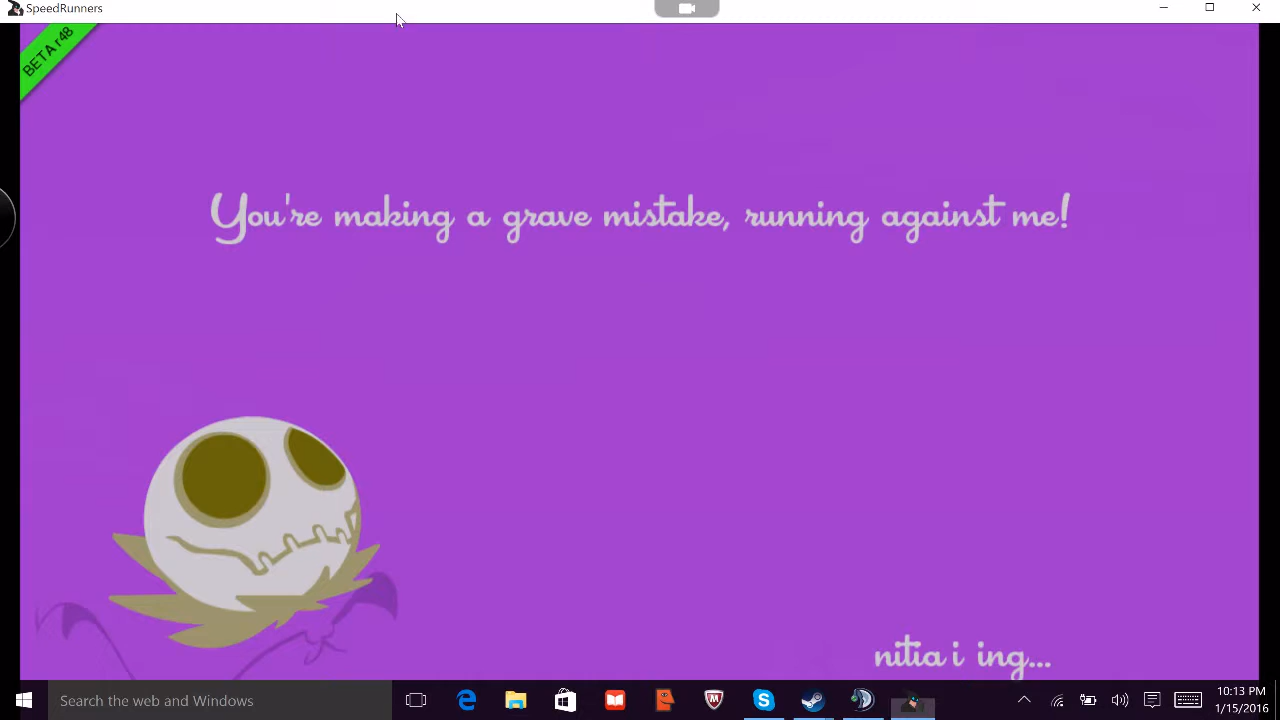 SpeedRunners
BETA r48
You're making a grave mistake, running against me!
nitia i ing...
Search the web and Windows
10:13 PM
1/15/2016